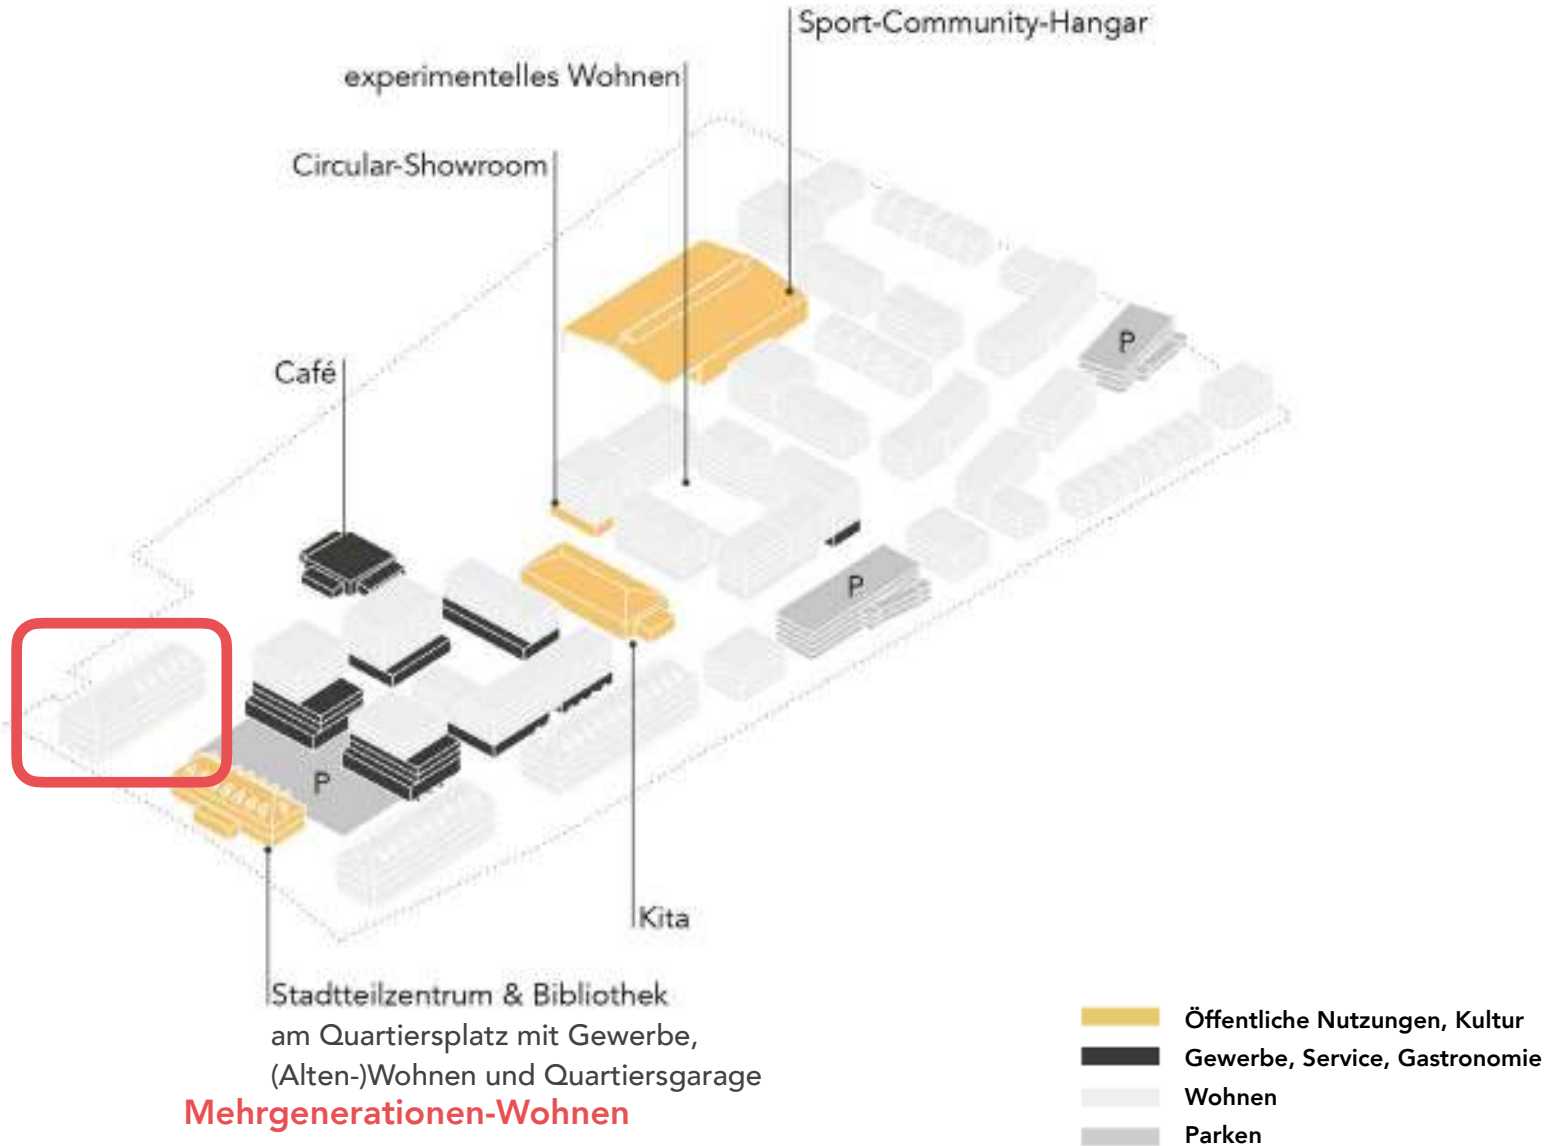 Sport-Community-Hangar
experimentelles Wohnen
Circular-Showroom
P
Café
P
P
Kita
Stadtteilzentrum & Bibliothek
am Quartiersplatz mit Gewerbe,
(Alten-)Wohnen und Quartiersgarage
Mehrgenerationen-Wohnen
Öffentliche Nutzungen, Kultur
Gewerbe, Service, Gastronomie
Wohnen
Parken